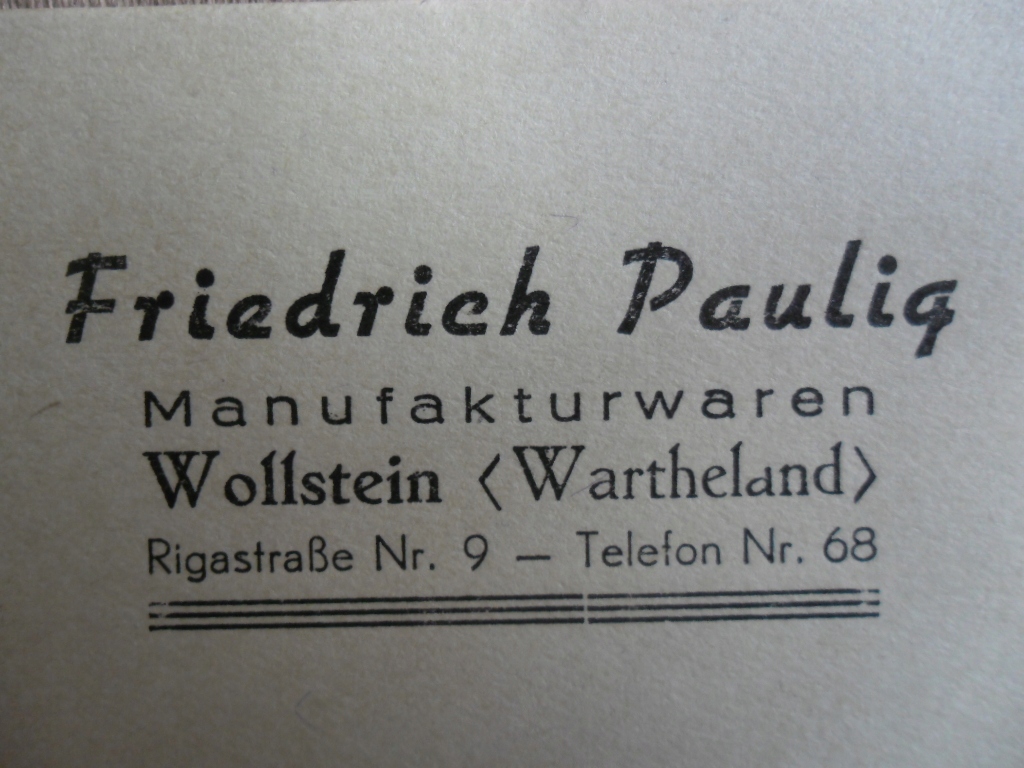 Friedrich Paulig
Manufakturwaren
Wollstein (Wartheland)
Rigastraße Nr. 9 — Telefon Nr. 68